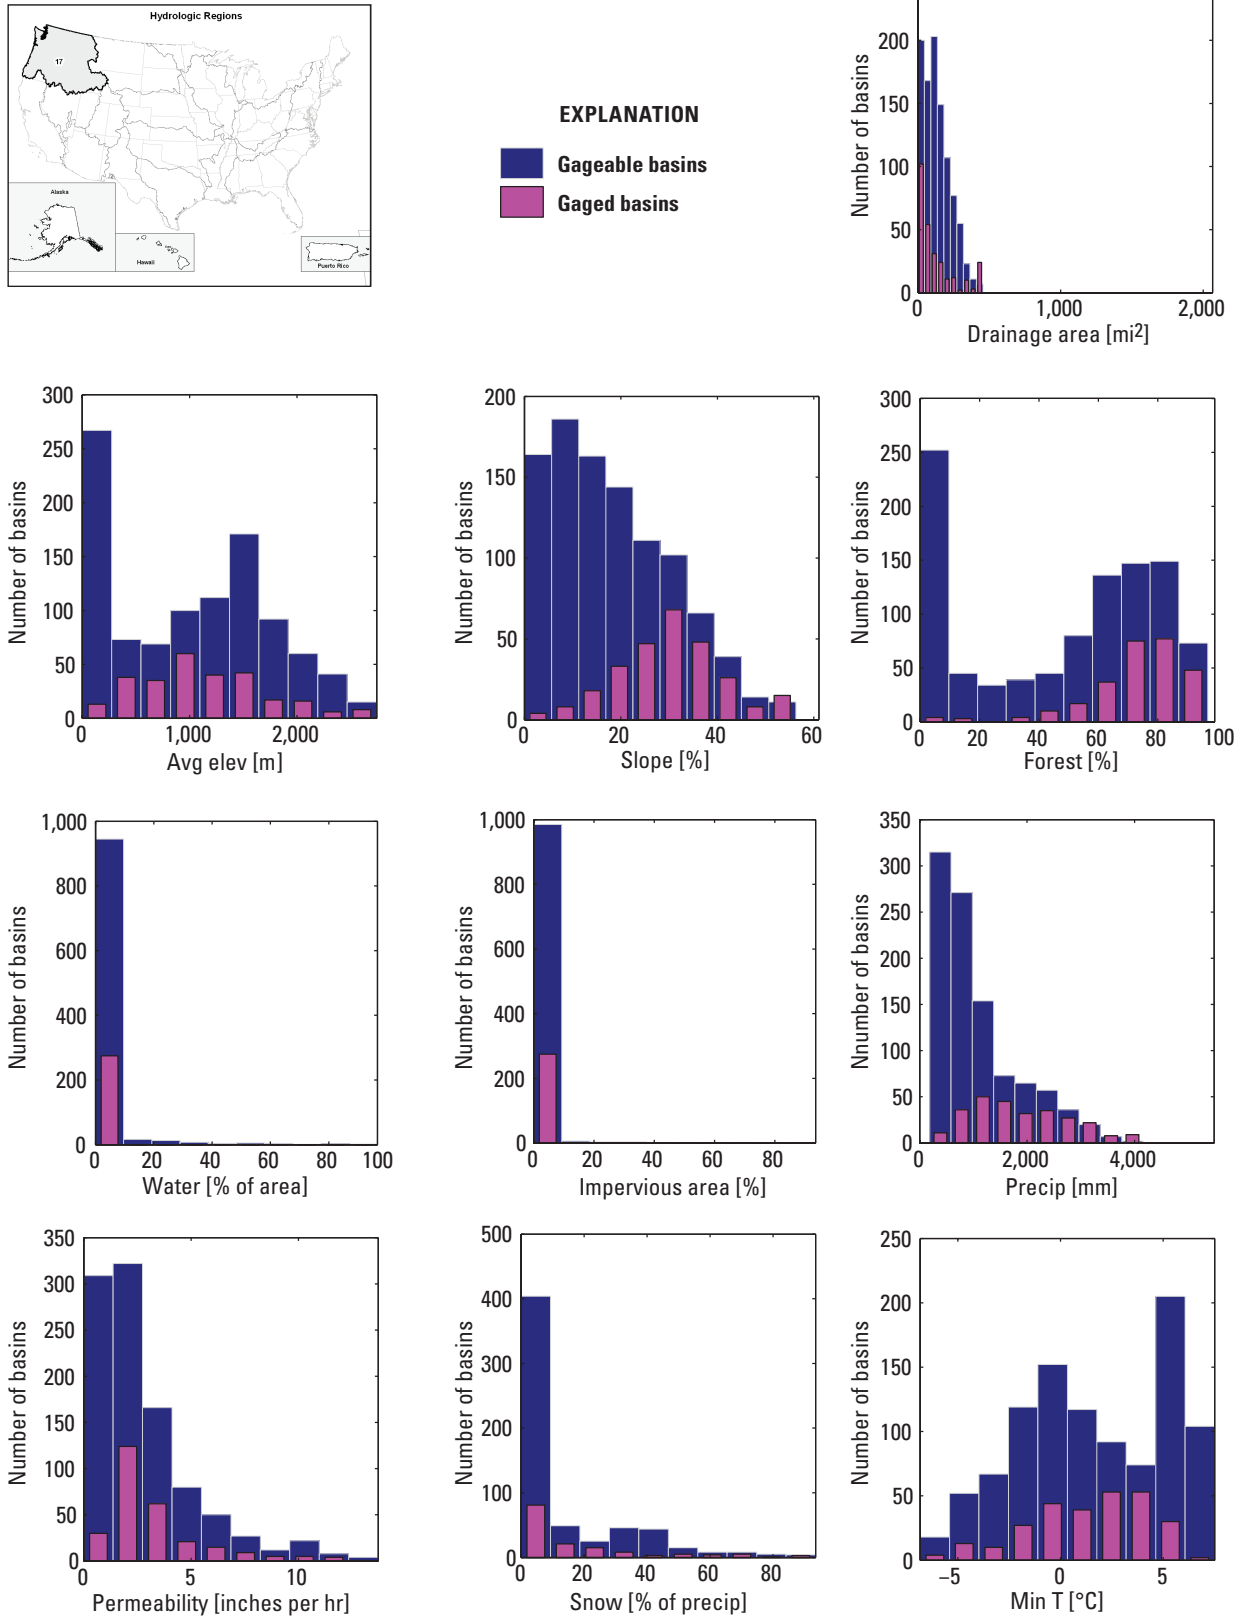 Hydrologic Regions
17
Alaska
Hawaii
Puerto Rico
EXPLANATION
Gageable basins
Gaged basins
Number of basins
200
150
100
50
0
0 1,000 2,000
Drainage area [mi2]
Number of basins
300
250
200
150
100
50
0
0 1,000 2,000
Avg elev [m]
Number of basins
200
150
100
50
0
0 20 40 60
Slope [%]
Number of basins
300
250
200
150
100
50
0
0 20 40 60 80 100
Forest [%]
Number of basins
1,000
800
600
400
200
0
0 20 40 60 80 100
Water [% of area]
Number of basins
1,000
800
600
400
200
0
0 20 40 60 80
Impervious area [%]
Nnumber of basins
350
300
250
200
150
100
50
0
0 2,000 4,000
Precip [mm]
Number of basins
350
300
250
200
150
100
50
0
0 5 10
Permeability [inches per hr]
Number of basins
500
400
300
200
100
0
0 20 40 60 80
Snow [% of precip]
Number of basins
250
200
150
100
50
0
−5 0 5
Min T [°C]